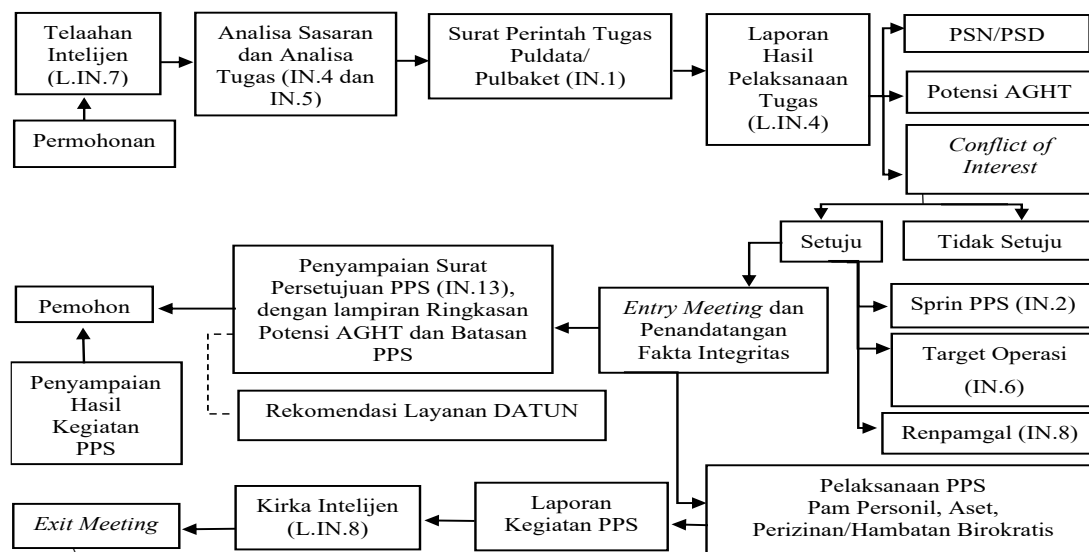 Telaahan
Intelijen
(L.IN.7)
Permohonan
Analisa Sasaran
dan Analisa
Tugas (IN.4 dan
IN.5)
Surat Perintah Tugas
Puldata/
Pulbaket (IN.1)
Laporan
Hasil
Pelaksanaan
Tugas
(L.IN.4)
PSN/PSD
Potensi AGHT
Conflict of
Interest
Setuju
Tidak Setuju
Sprin PPS (IN.2)
Target Operasi
(IN.6)
Renpamgal (IN.8)
Entry Meeting dan
Penandatangan
Fakta Integritas
Penyampaian Surat
Persetujuan PPS (IN.13),
dengan lampiran Ringkasan
Potensi AGHT dan Batasan
PPS
Rekomendasi Layanan DATUN
Pemohon
Penyampaian
Hasil
Kegiatan
PPS
Pelaksanaan PPS
Pam Personil, Aset,
Perizinan/Hambatan Birokratis
Laporan
Kegiatan PPS
Kirka Intelijen
(L.IN.8)
Exit Meeting